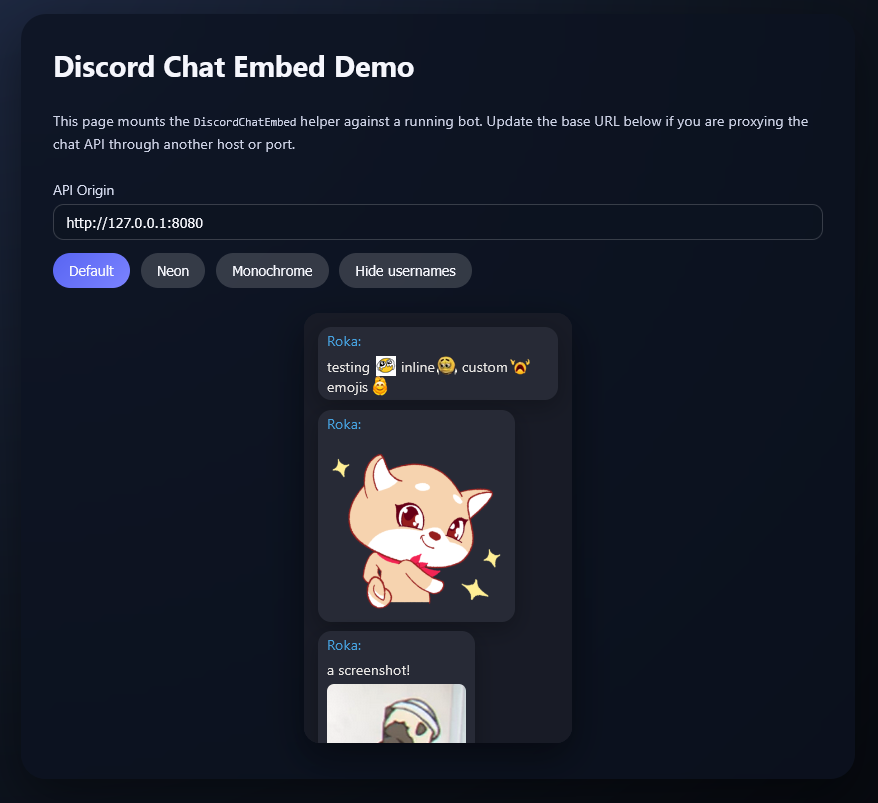 Discord Chat Embed Demo
This page mounts the DiscordChatEmbed helper against a running bot. Update the base URL below if you are proxying the
chat API through another host or port.
API Origin
http://127.0.0.1:8080
Default Neon Monochrome Hide usernames
Roka:
testing inline, custom
emojis
Roka:
Roka:
a screenshot!